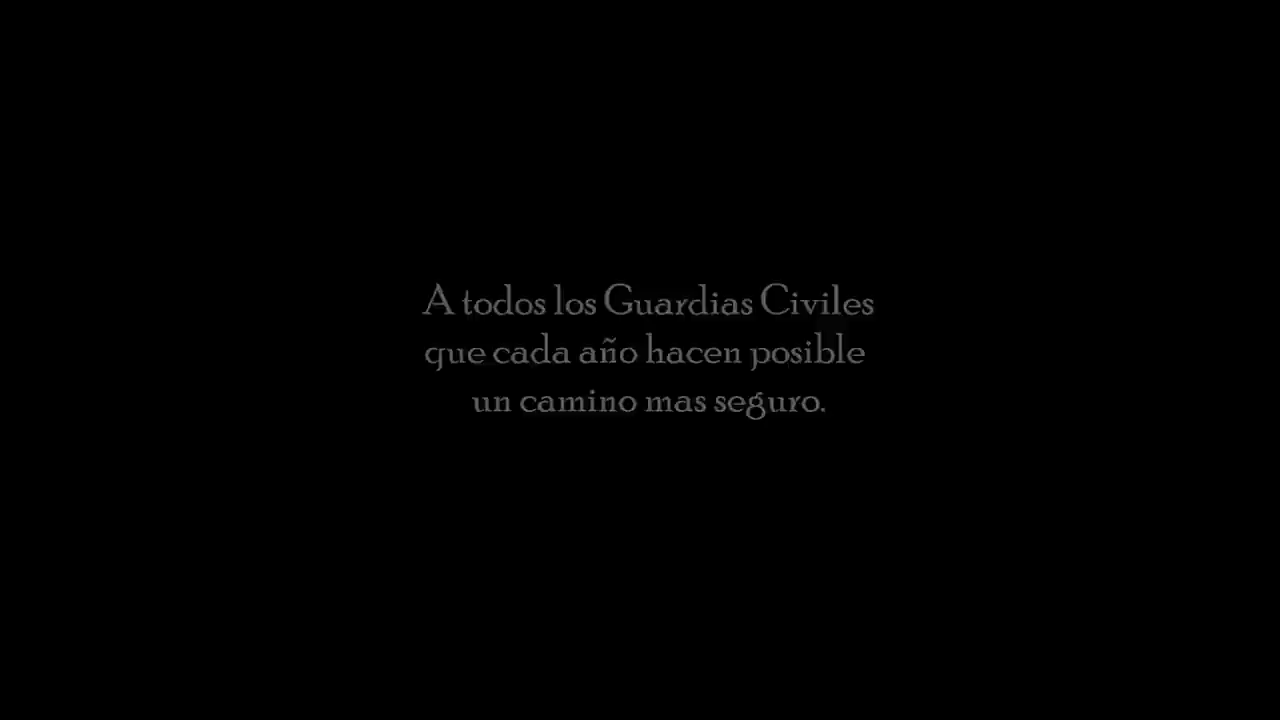 A todos los Guardias Civiles
que cada año hacen posible
un camino mas seguro.